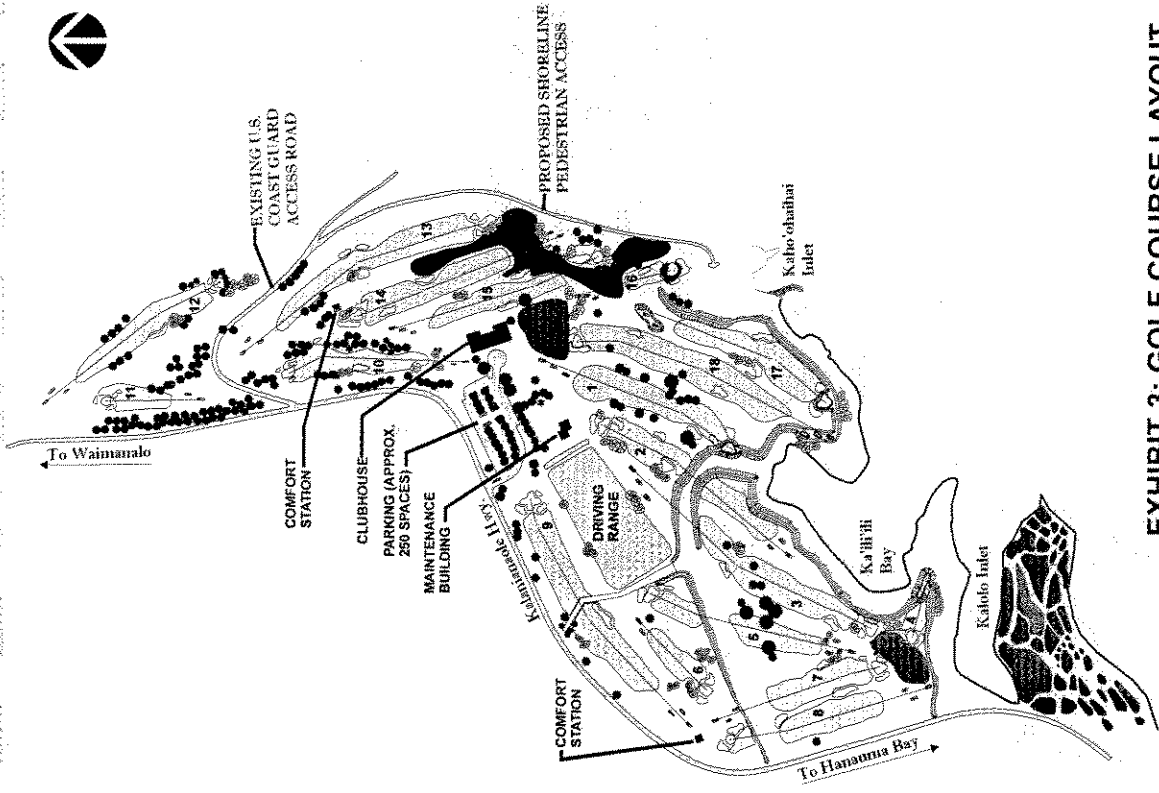 EXISTING U.S.
COAST GUARD
ACCESS ROAD
PROPOSED SHORELINE
PEDESTRIAN ACCESS
12
13
11
14
10
15
16
To Waimanalo
COMFORT
STATION
CLUBHOUSE
PARKING (APPROX.
250 SPACES)
MAINTENANCE
BUILDING
Kalanianaole Hwy.
Kaho'ohaihai
Inlet
1
18
17
2
9
DRIVING
RANGE
3
5
6
4
7
8
Ka'ili'ili
Bay
Kalolo Inlet
COMFORT
STATION
To Hanauma Bay
EXHIBIT 3: GOLF COURSE LAYOUT